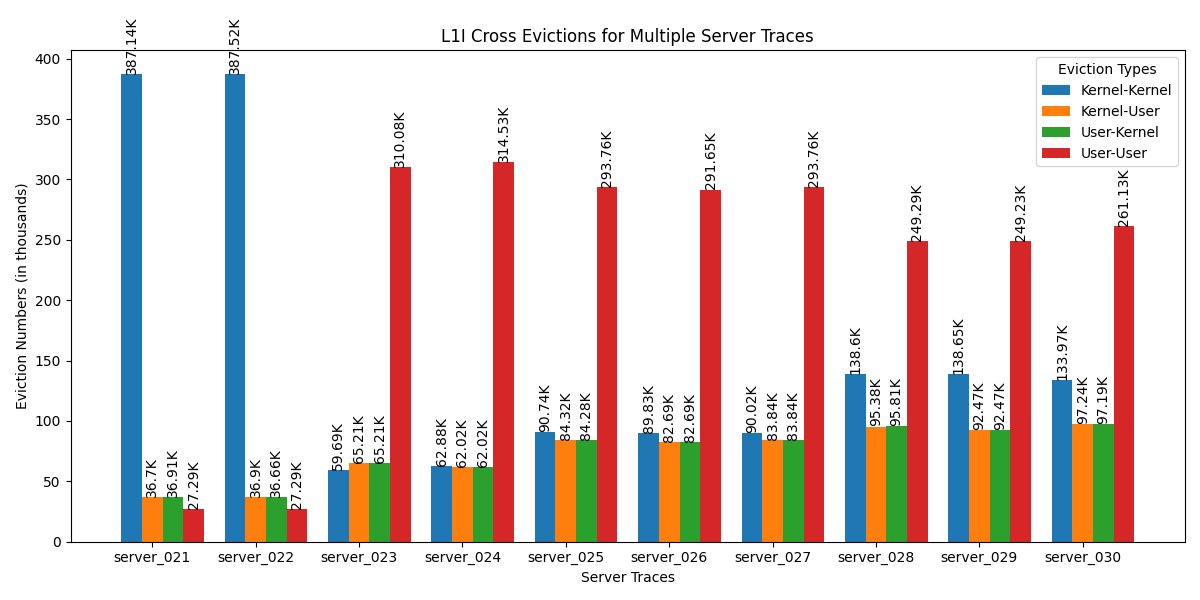 L1I Cross Evictions for Multiple Server Traces
Eviction Types
Kernel-Kernel
Kernel-User
User-Kernel
User-User
Eviction Numbers (in thousands)
400
350
300
250
200
150
100
50
0
387.14K
36.7K
36.91K
27.29K
387.52K
36.9K
36.66K
27.29K
59.69K
65.21K
65.21K
310.08K
62.88K
62.02K
62.02K
314.53K
90.74K
84.32K
84.28K
293.76K
89.83K
82.69K
82.69K
291.65K
90.02K
83.84K
83.84K
293.76K
138.6K
95.38K
95.81K
249.29K
138.65K
92.47K
92.47K
249.23K
133.97K
97.24K
97.19K
261.13K
server_021
server_022
server_023
server_024
server_025
server_026
server_027
server_028
server_029
server_030
Server Traces